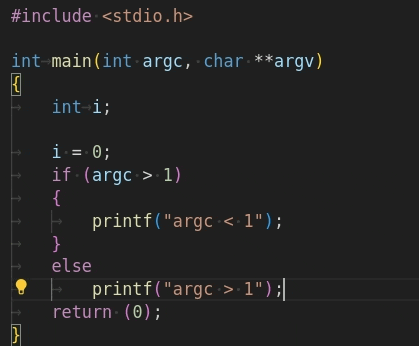 #include <stdio.h>
int main(int argc, char **argv)
{
int i;
i = 0;
if (argc > 1)
{
printf("argc < 1");
}
else
printf("argc > 1");
return (0);
}